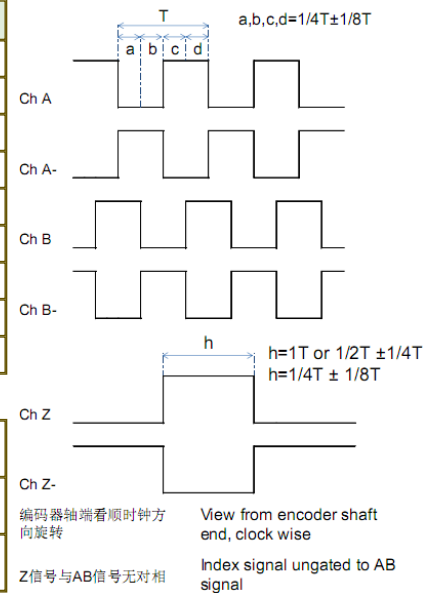 T
a,b,c,d=1/4T±1/8T
a b c d
Ch A
Ch A-
Ch B
Ch B-
h
h=1T or 1/2T ±1/4T
h=1/4T ± 1/8T
Ch Z
Ch Z-
编码器轴端看顺时钟方
向旋转
View from encoder shaft
end, clock wise
Z信号与AB信号无对相
Index signal ungated to AB
signal